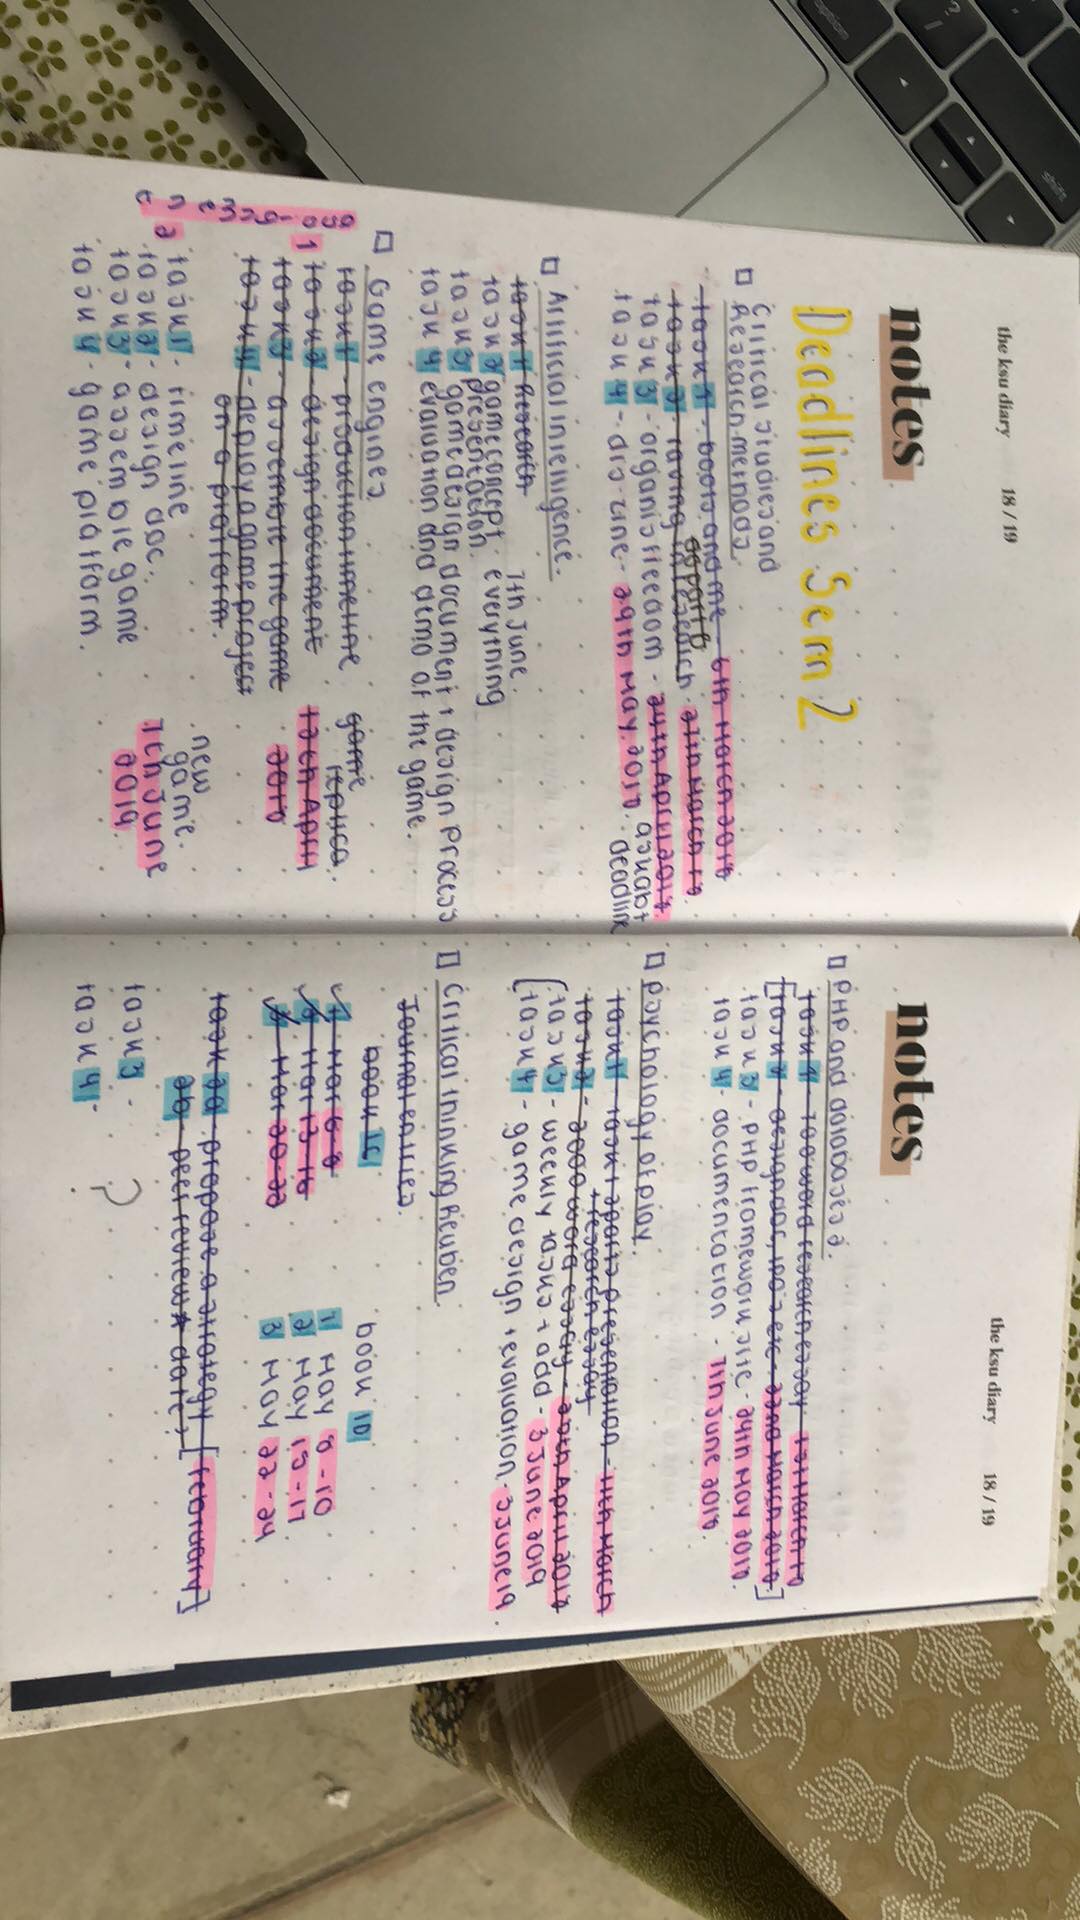 the ksu diary 18 / 19
notes
Deadlines Sem 2
Critical studies and
Research methods.
task 1 - boots and me - 6th March 2019
aspart b
task 2 - raving in research - 27th March 19
task 3 - organis freedom - 24th April 2019.
task 4 - dis-zine - 29th May. 2019. ask abt
deadline
Artificial intelligence.
task 1 Research 7th June.
task 2 game concept everything
presentation.
task 3 game design document + design Process
task 4 evaluation and demo of the game.
Game engines
task 1 - production timeline game
replica.
1 task 2 - design document 12th April
task 3 - assemble the game 2019
task 4 - deploy a game project
on a platform.
new
2 task 1 - timeline game.
task 2 - design doc. 7th June
task 3 - assemble game 2019.
task 4 - game platform.
the ksu diary 18 / 19
notes
PHP and databases 2.
task 1 - 700 word research essay 1st March 19
[task 2 - design doc, etc - 22nd March 2019.]
task 3 - PHP framework site - 24th May 2019.
task 4 - documentation - 7th June 2019.
Psychology of play.
task 1 - task 1 3parts presentation - 11th March
+ research essay
task 2 - 2000 word essay - 20th April 2019
task 3 - weekly tasks + add - 3 June 2019
task 4 - game design + evaluation - 3 June 19.
Critical thinking Reuben.
Journal entries.
book 1C book 1D
1 Mar 6-8 1 May 8-10
2 Mar 13-16 2 May 15-17
3 Mar 20-22 3 May 22-24
task 2a - propose a strategy [february]
2b - peer review * date?
task 3 -
?
task 4 -